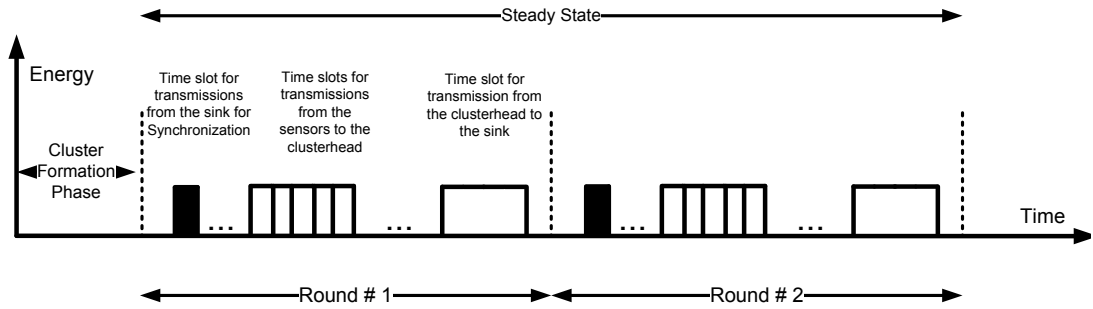 Steady State
Energy
Time slot for
transmissions
from the sink for
Synchronization
Time slots for
transmissions
from the
sensors to the
clusterhead
Time slot for
transmission from
the clusterhead to
the sink
Cluster
Formation
Phase
...
...
...
...
Time
Round # 1
Round # 2